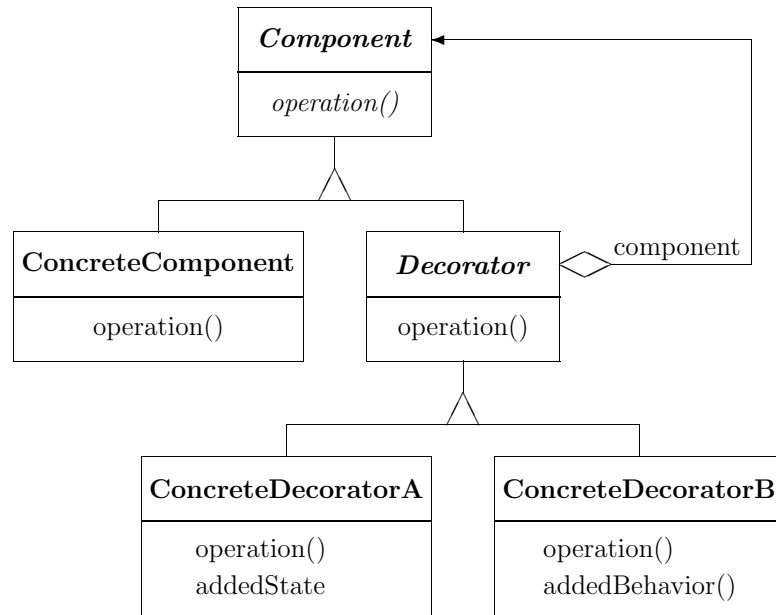 Component
operation()
component
ConcreteComponent
operation()
Decorator
operation()
ConcreteDecoratorA
operation()
addedState
ConcreteDecoratorB
operation()
addedBehavior()